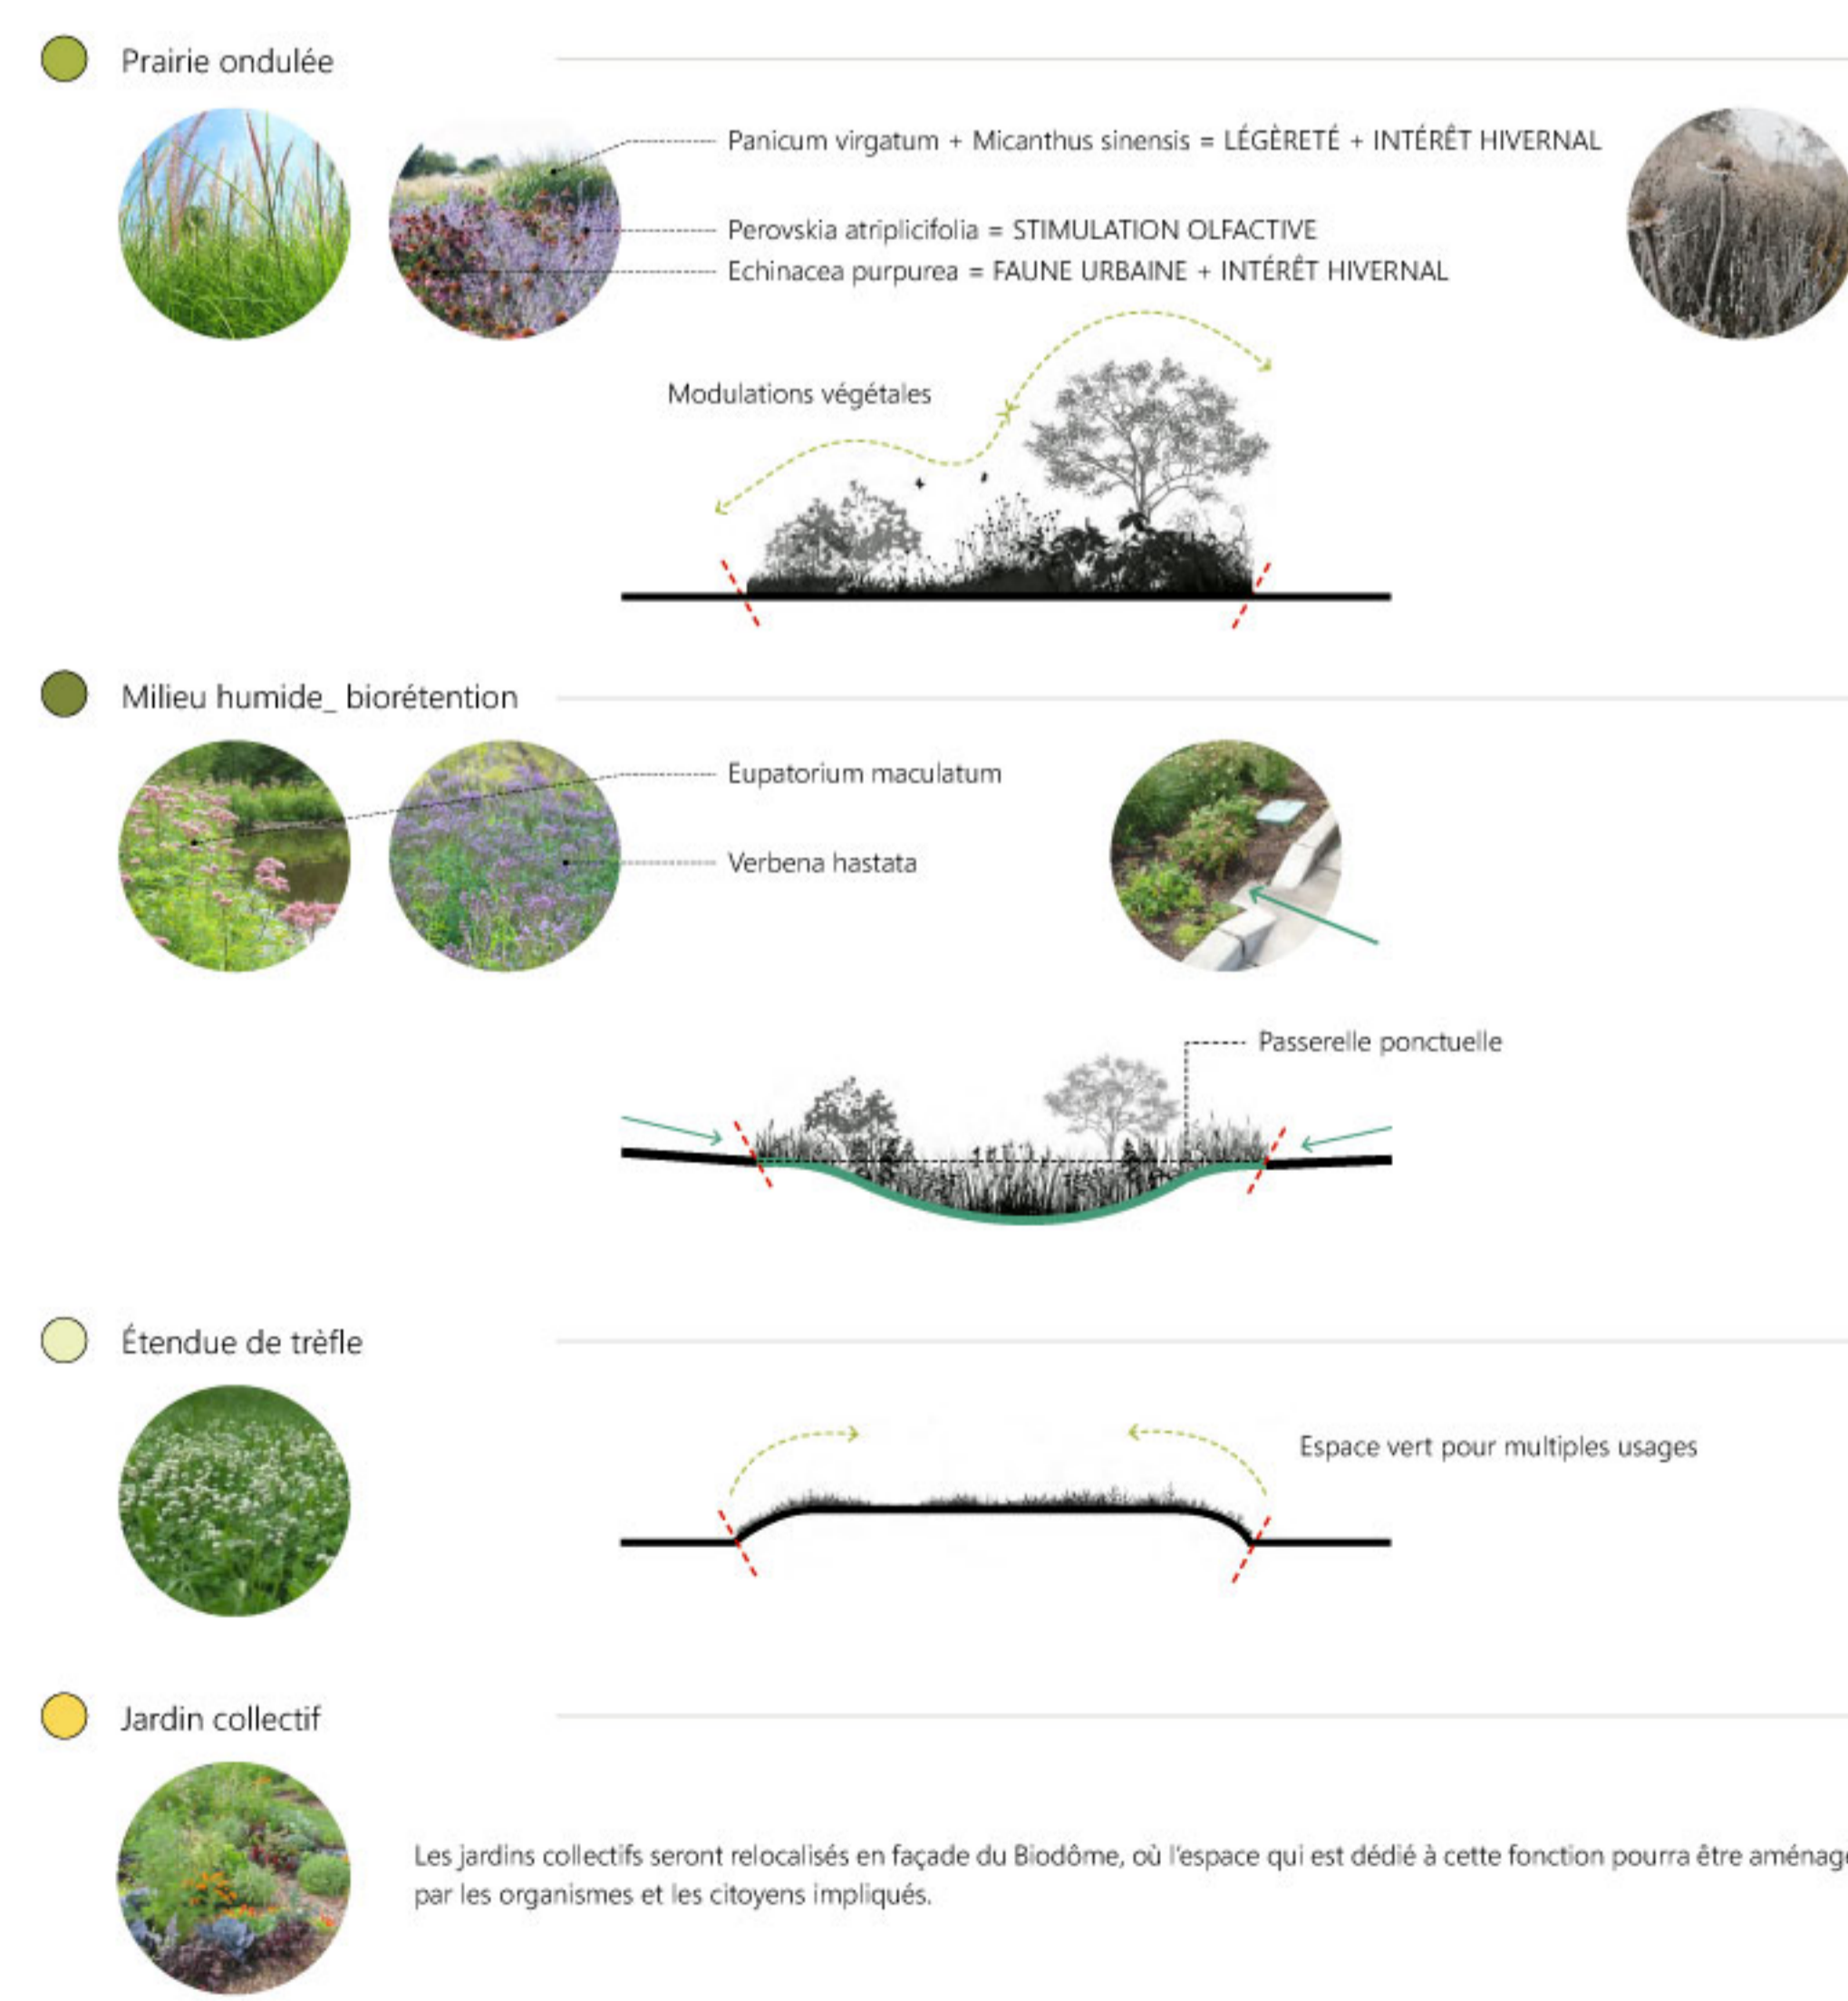 Prairie ondulée
Panicum virgatum + Micanthus sinensis = LÉGÈRETÉ + INTÉRÊT HIVERNAL
Perovskia atriplicifolia = STIMULATION OLFACTIVE
Echinacea purpurea = FAUNE URBAINE + INTÉRÊT HIVERNAL
Modulations végétales
Milieu humide_ biorétention
Eupatorium maculatum
Verbena hastata
Passerelle ponctuelle
Étendue de trèfle
Espace vert pour multiples usages
Jardin collectif
Les jardins collectifs seront relocalisés en façade du Biodôme, où l'espace qui est dédié à cette fonction pourra être aménagé
par les organismes et les citoyens impliqués.